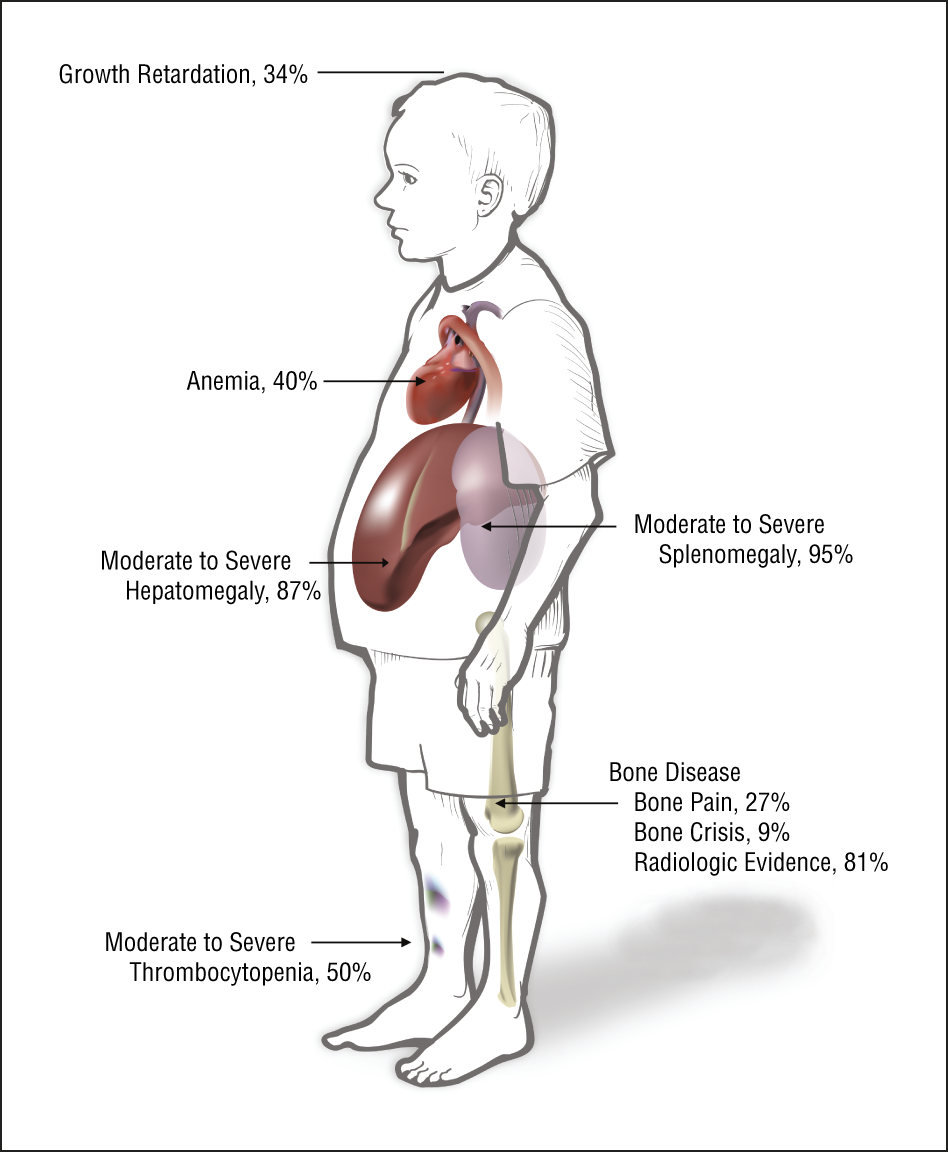 Growth Retardation, 34%
Anemia, 40%
Moderate to Severe
Splenomegaly, 95%
Moderate to Severe
Hepatomegaly, 87%
Bone Disease
Bone Pain, 27%
Bone Crisis, 9%
Radiologic Evidence, 81%
Moderate to Severe
Thrombocytopenia, 50%